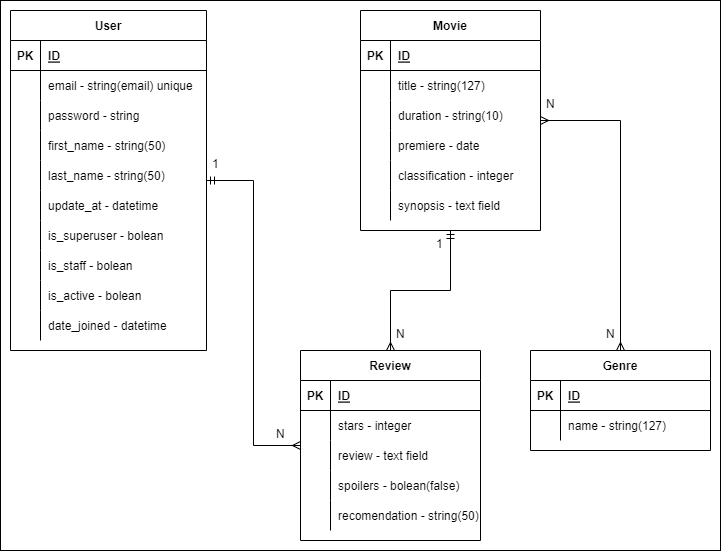 User
PK ID
email - string(email) unique
password - string
first_name - string(50)
last_name - string(50)
update_at - datetime
is_superuser - bolean
is_staff - bolean
is_active - bolean
date_joined - datetime
1
N
Movie
PK ID
title - string(127)
duration - string(10)
premiere - date
classification - integer
synopsis - text field
1
N
N
N
Review
PK ID
stars - integer
review - text field
spoilers - bolean(false)
recomendation - string(50)
Genre
PK ID
name - string(127)